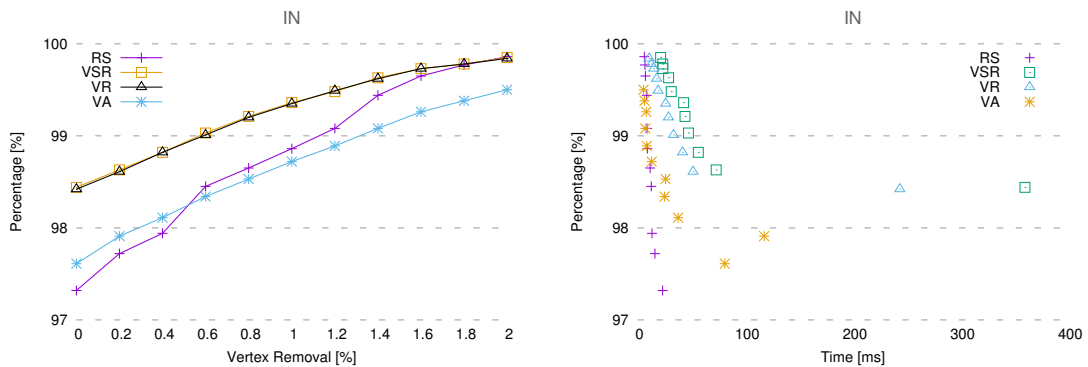 IN
100
99
98
97
Percentage [%]
RS
VSR
VR
VA
0
0.2
0.4
0.6
0.8
1
1.2
1.4
1.6
1.8
2
Vertex Removal [%]
IN
100
99
98
97
Percentage [%]
RS
VSR
VR
VA
0
100
200
300
400
Time [ms]